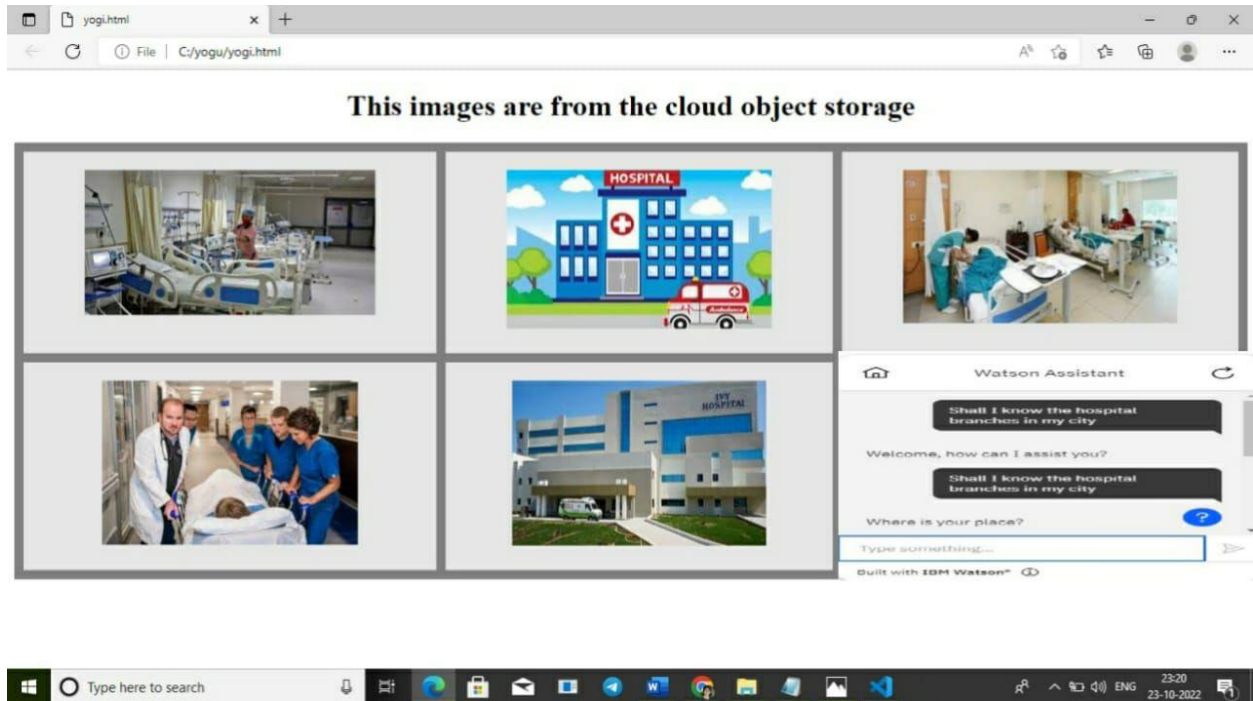 yogi.html
File | C:/yogu/yogi.html
This images are from the cloud object storage
HOSPITAL
Ambulance
IVY
HOSPITAL
Watson Assistant
Shall I know the hospital
branches in my city
Welcome, how can I assist you?
Shall I know the hospital
branches in my city
Where is your place?
?
Type something...
Built with IBM Watson®
Type here to search
ENG
23:20
23-10-2022